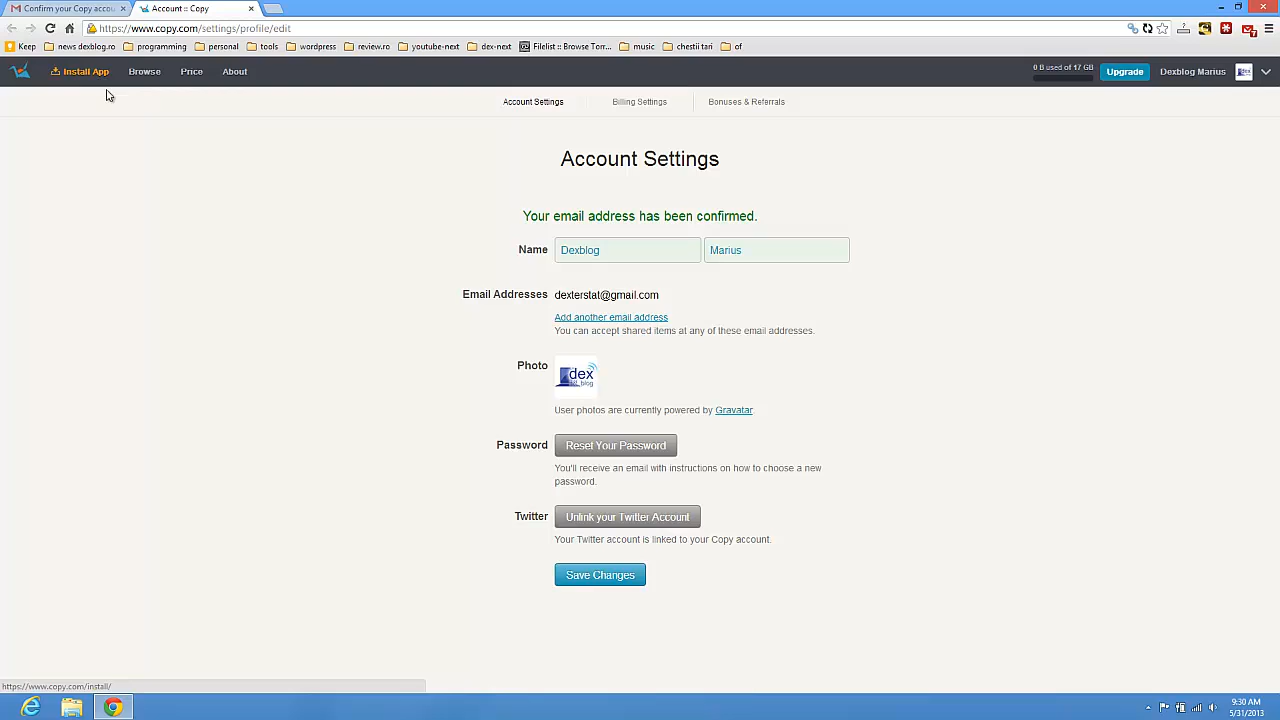 Confirm your Copy accou
Account :: Copy
https://www.copy.com/settings/profile/edit
Keep
news dexblog.ro
programming
personal
tools
wordpress
review.ro
youtube-next
dex-next
Filelist :: Browse Torr...
music
chestii tari
of
Install App
Browse
Price
About
0 B used of 17 GB
Upgrade
Dexblog Marius
Account Settings
Billing Settings
Bonuses & Referrals
Account Settings
Your email address has been confirmed.
Name
Dexblog
Marius
Email Addresses
dexterstat@gmail.com
Add another email address
You can accept shared items at any of these email addresses.
Photo
dex
blog
User photos are currently powered by Gravatar.
Password
Reset Your Password
You'll receive an email with instructions on how to choose a new
password.
Twitter
Unlink your Twitter Account
Your Twitter account is linked to your Copy account.
Save Changes
https://www.copy.com/install/
9:30 AM
5/31/2013